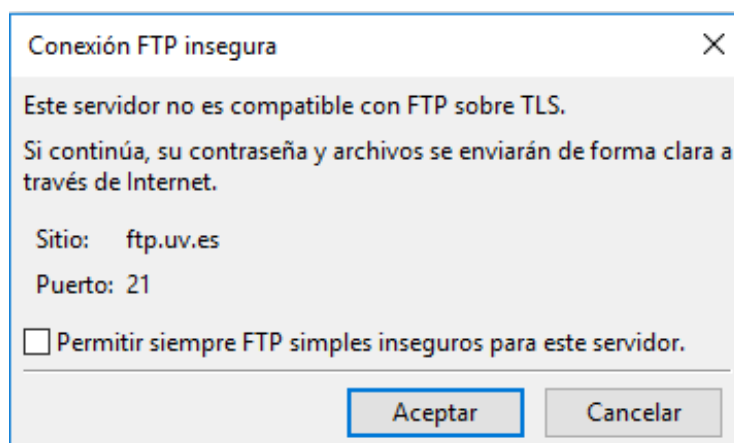 Conexión FTP insegura
Este servidor no es compatible con FTP sobre TLS.
Si continúa, su contraseña y archivos se enviarán de forma clara a
través de Internet.
Sitio: ftp.uv.es
Puerto: 21
Permitir siempre FTP simples inseguros para este servidor.
Aceptar Cancelar